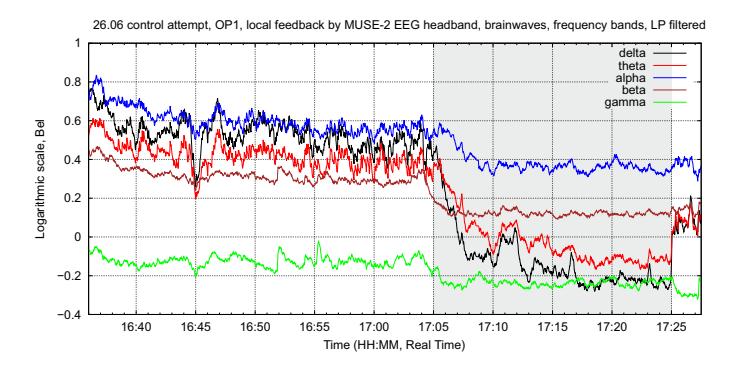 26.06 control attempt, OP1, local feedback by MUSE-2 EEG headband, brainwaves, frequency bands, LP filtered
Logarithmic scale, Bel
1
0.8
0.6
0.4
0.2
0
−0.2
−0.4
delta
theta
alpha
beta
gamma
16:40 16:45 16:50 16:55 17:00 17:05 17:10 17:15 17:20 17:25
Time (HH:MM, Real Time)